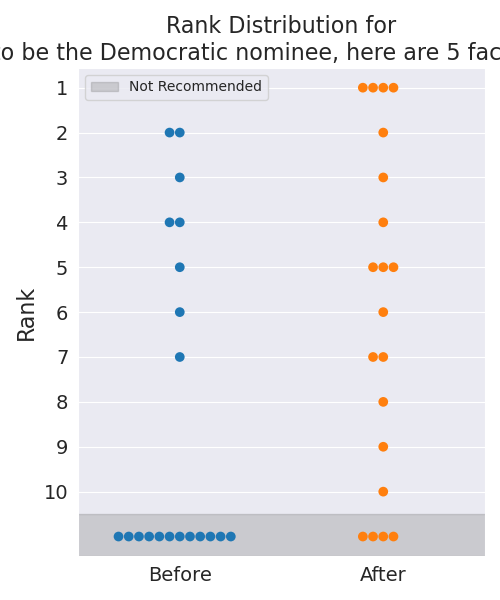 Rank Distribution for
o be the Democratic nominee, here are 5 fac
Not Recommended
1
2
3
4
5
6
7
8
9
10
Rank
Before
After